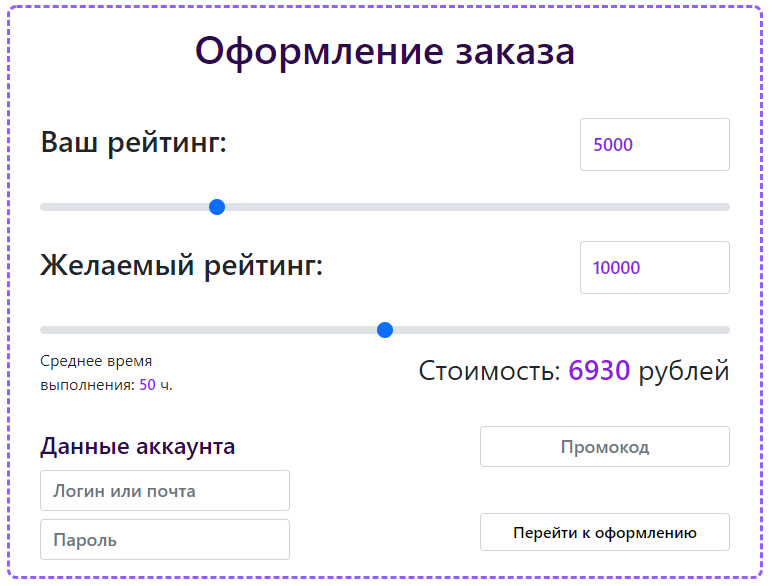 Оформление заказа
Ваш рейтинг:
5000
Желаемый рейтинг:
10000
Среднее время
выполнения: 50 ч.
Стоимость: 6930 рублей
Данные аккаунта
Промокод
Логин или почта
Пароль
Перейти к оформлению